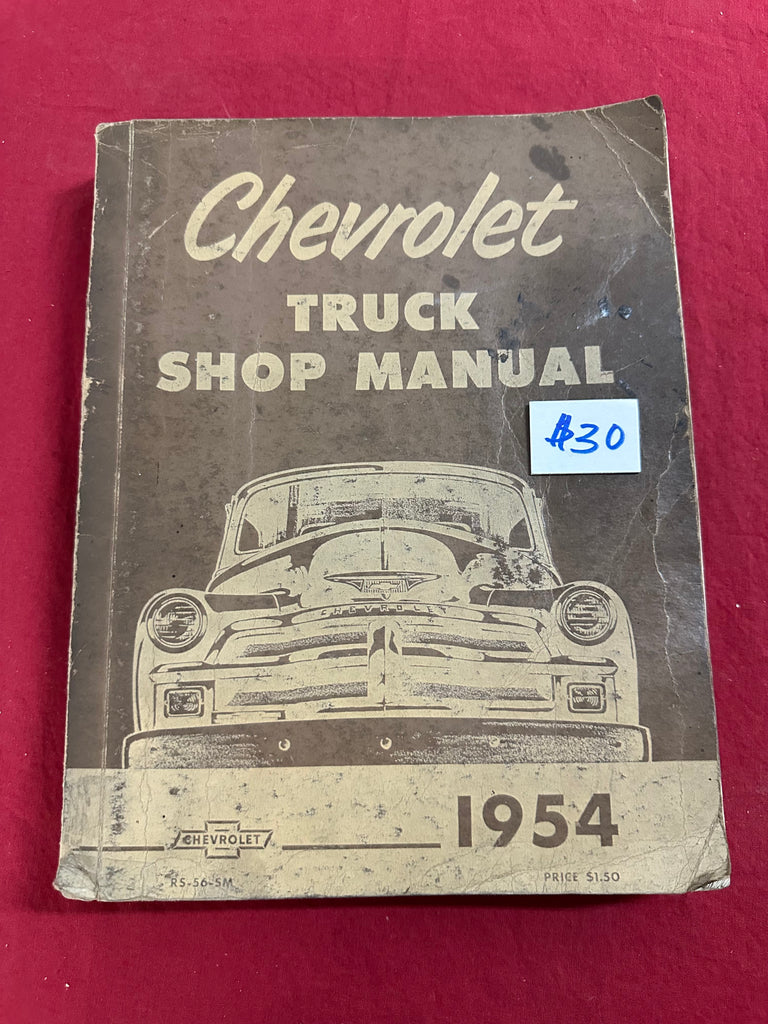 Chevrolet
TRUCK
SHOP MANUAL
$30
CHEVROLET
1954
CHEVROLET
RS-56-SM
PRICE $1.50